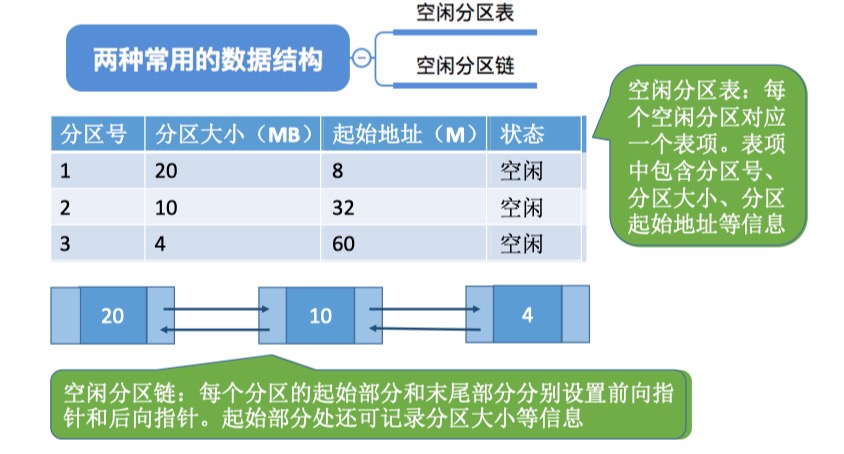 空闲分区表
两种常用的数据结构
空闲分区链
分区号 分区大小（MB） 起始地址（M） 状态
1 20 8 空闲
2 10 32 空闲
3 4 60 空闲
空闲分区表：每
个空闲分区对应
一个表项。表项
中包含分区号、
分区大小、分区
起始地址等信息
20 10 4
空闲分区链：每个分区的起始部分和末尾部分分别设置前向指
针和后向指针。起始部分处还可记录分区大小等信息